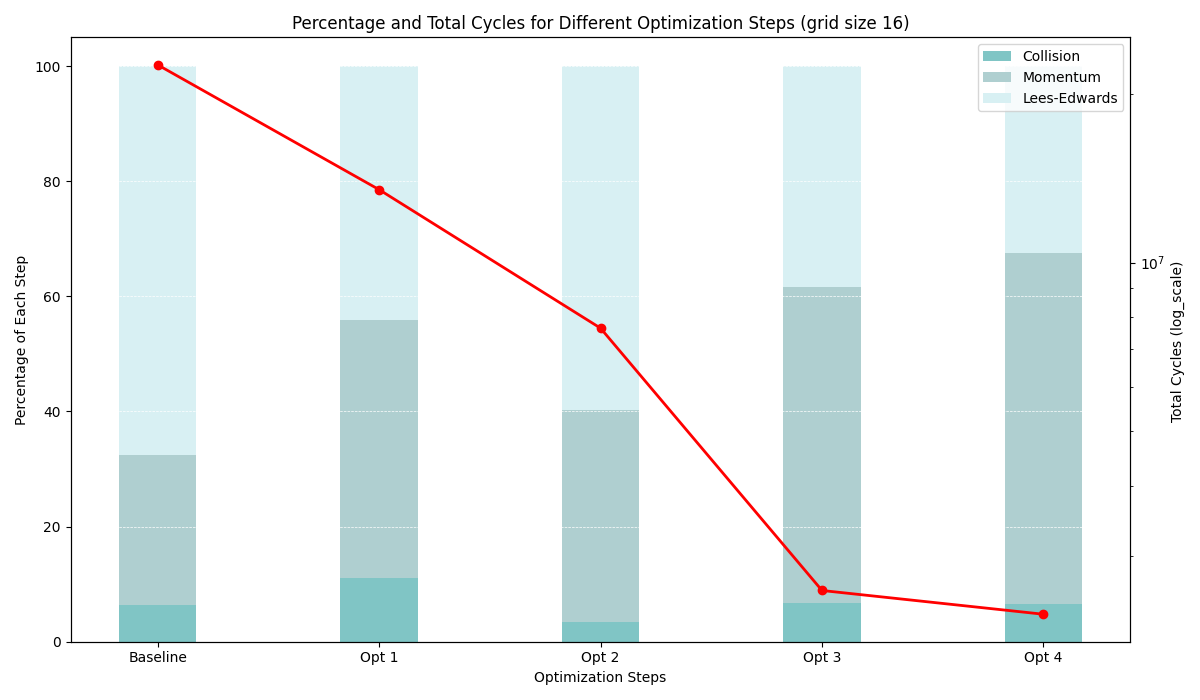 Percentage and Total Cycles for Different Optimization Steps (grid size 16)
Collision
Momentum
Lees-Edwards
Percentage of Each Step
100
80
60
40
20
0
10⁷
Total Cycles (log_scale)
Baseline
Opt 1
Opt 2
Opt 3
Opt 4
Optimization Steps